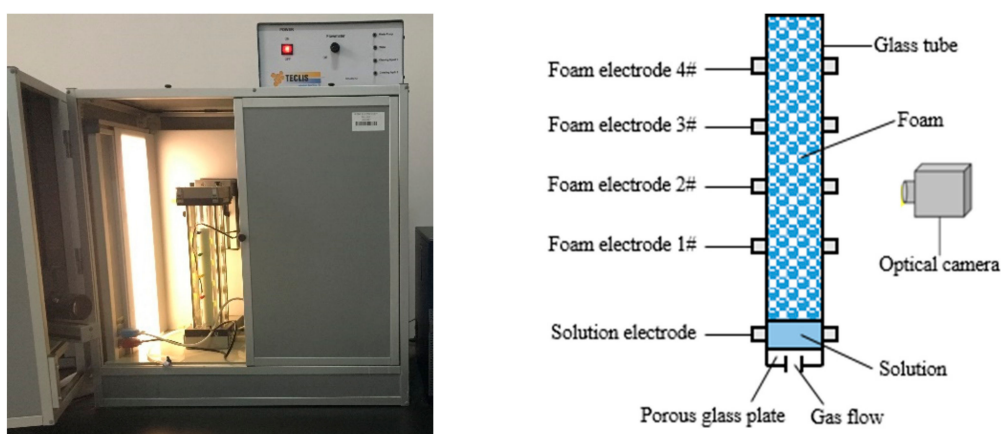 TECLIS
Glass tube
Foam electrode 4#
Foam electrode 3#
Foam
Foam electrode 2#
Foam electrode 1#
Optical camera
Solution electrode
Solution
Porous glass plate
Gas flow